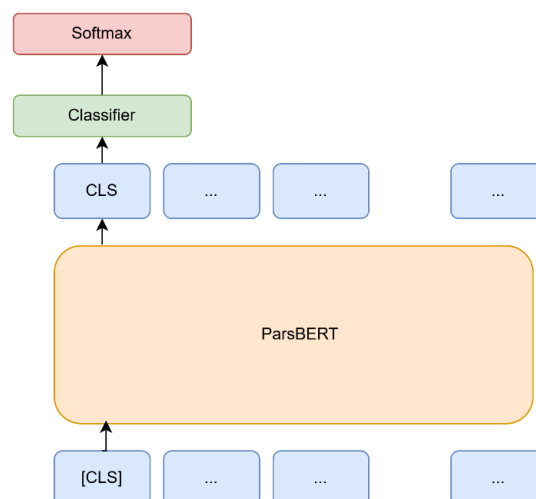 Softmax
Classifier
CLS ... ... ...
ParsBERT
[CLS] ... ... ...